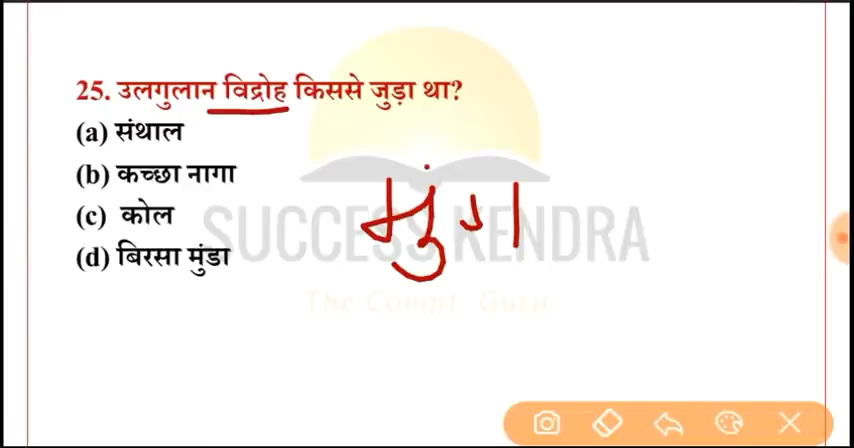 25. उलगुलान विद्रोह किससे जुड़ा था?
(a) संथाल
(b) कच्छा नागा
(c) कोल
(d) बिरसा मुंडा
SUCCESS KENDRA
The Compt. Guru